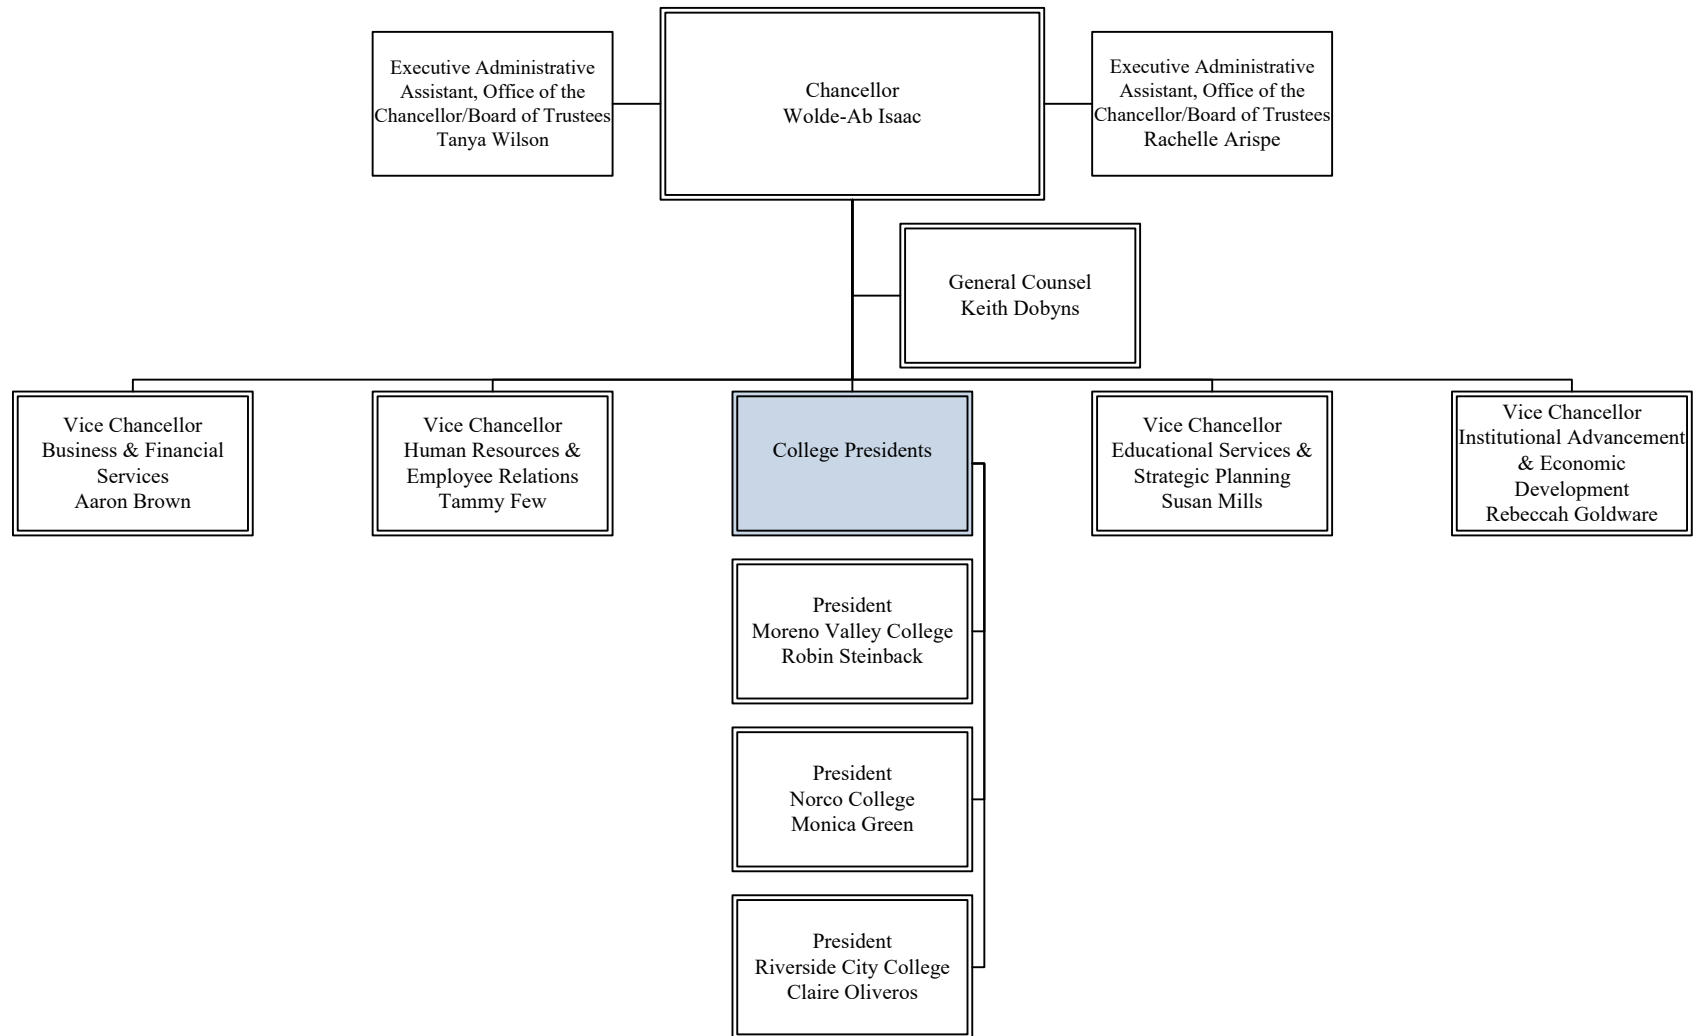 Executive Administrative
Assistant, Office of the
Chancellor/Board of Trustees
Tanya Wilson
Chancellor
Wolde-Ab Isaac
Executive Administrative
Assistant, Office of the
Chancellor/Board of Trustees
Rachelle Arispe
General Counsel
Keith Dobyns
Vice Chancellor
Business & Financial
Services
Aaron Brown
Vice Chancellor
Human Resources &
Employee Relations
Tammy Few
College Presidents
Vice Chancellor
Educational Services &
Strategic Planning
Susan Mills
Vice Chancellor
Institutional Advancement
& Economic
Development
Rebeccah Goldware
President
Moreno Valley College
Robin Steinback
President
Norco College
Monica Green
President
Riverside City College
Claire Oliveros